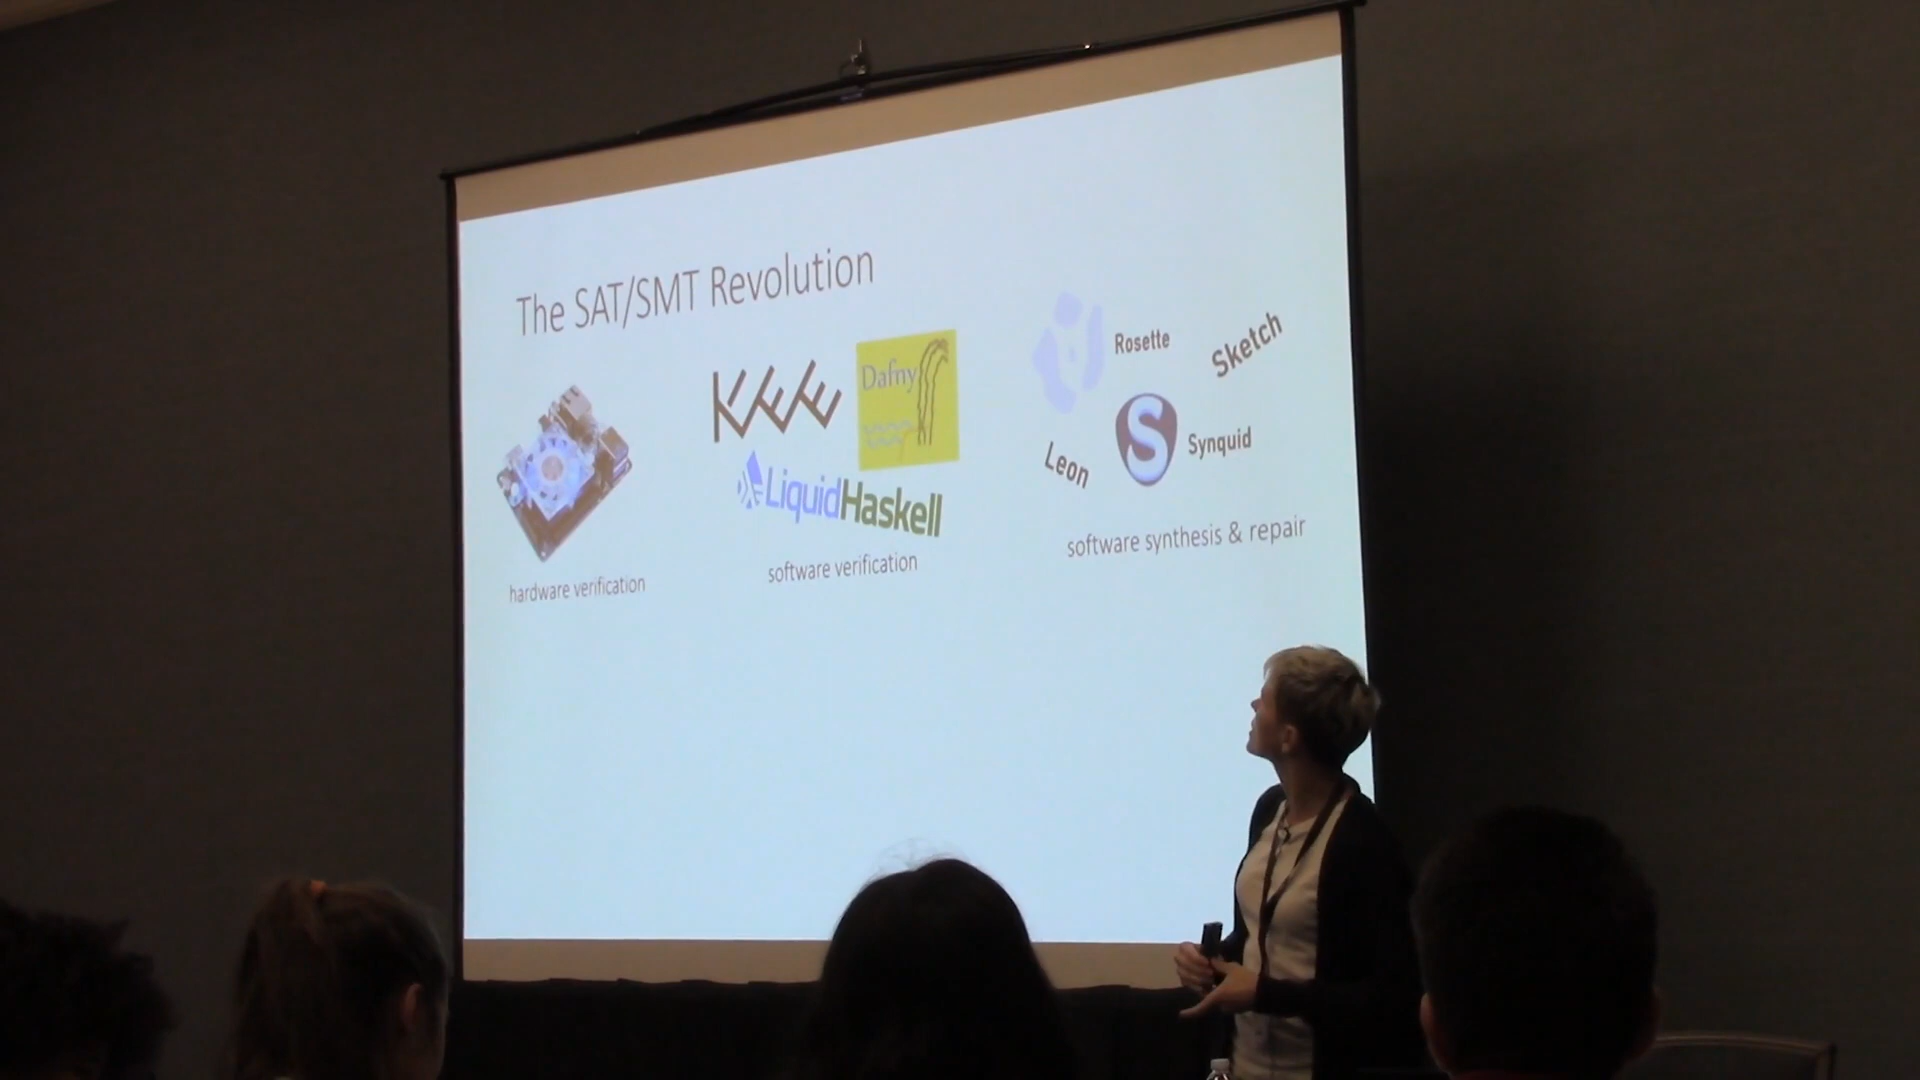 The SAT/SMT Revolution
hardware verification
KLEE
Dafny
LiquidHaskell
software verification
Rosette
Sketch
Leon
S
Synquid
software synthesis & repair